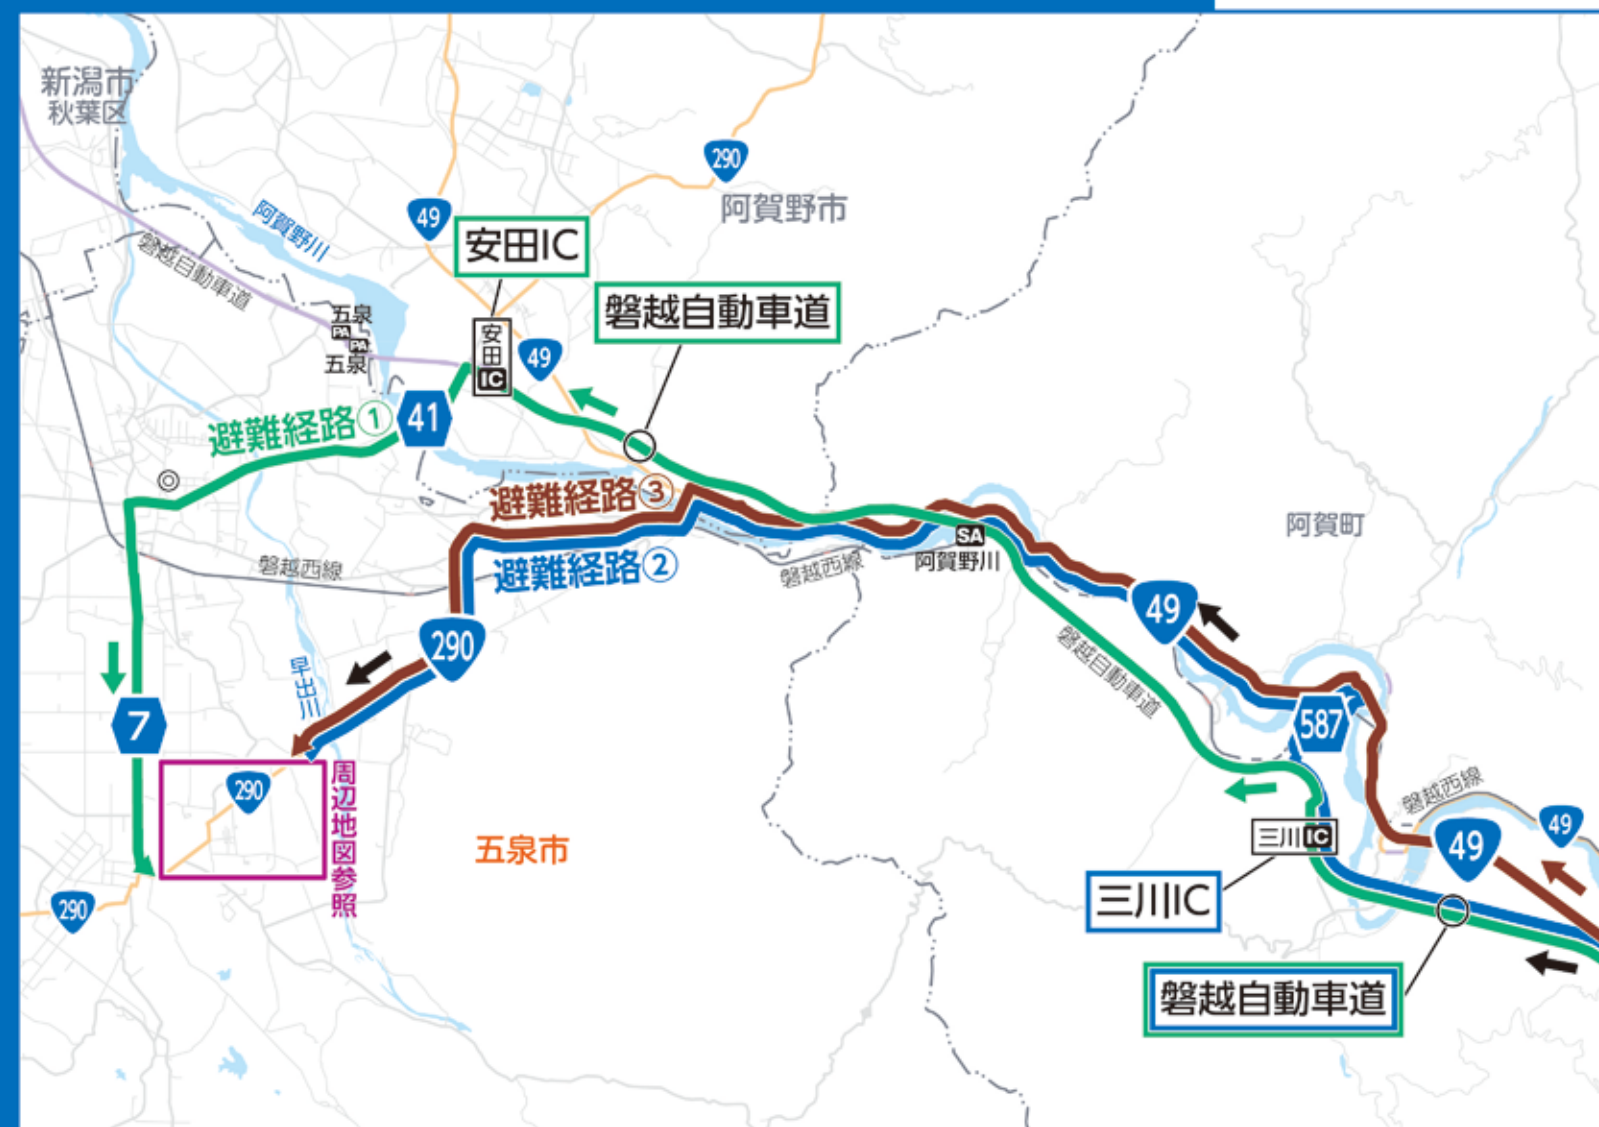 新潟市
秋葉区
阿賀野川
磐越自動車道
49
290
阿賀野市
安田IC
磐越自動車道
五泉
PA
PA
五泉
安田
IC
49
避難経路①
41
避難経路③
避難経路②
磐越西線
磐越西線
SA
阿賀野川
阿賀町
49
磐越自動車道
290
早出川
7
587
290
周辺地図参照
五泉市
三川IC
磐越西線
49
49
三川IC
290
磐越自動車道